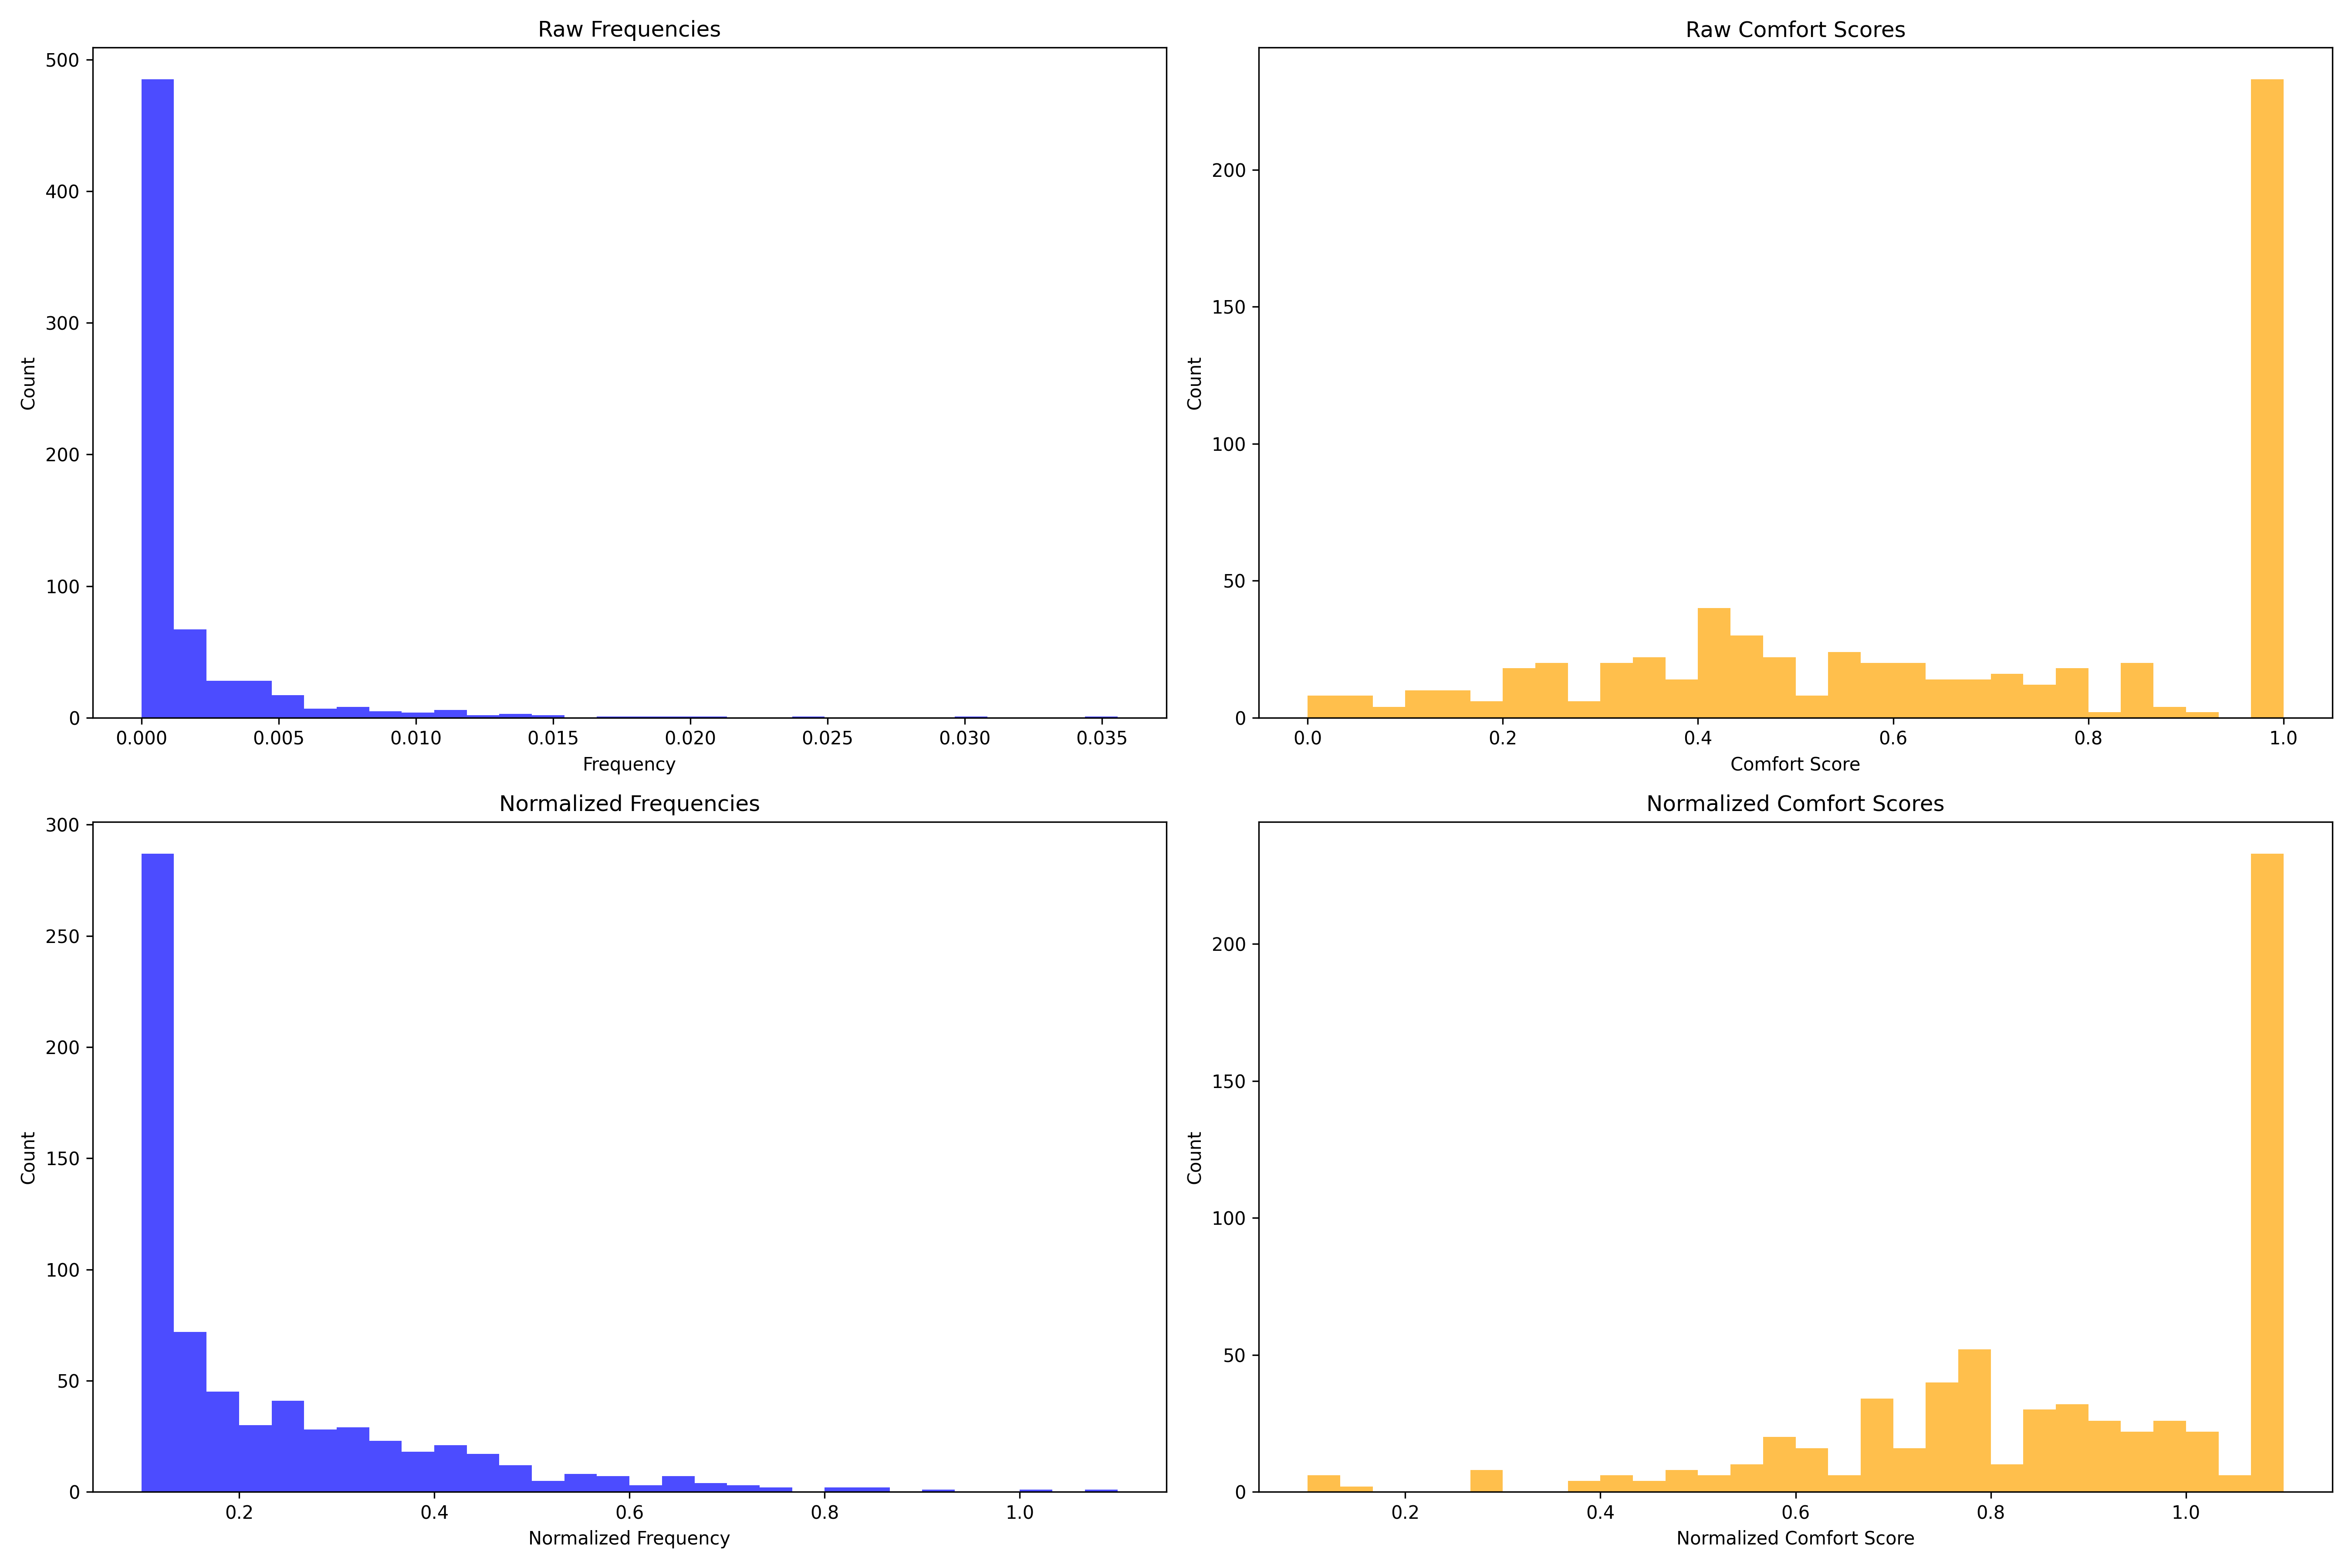 Raw Frequencies
500
400
300
200
100
0
Count
0.000 0.005 0.010 0.015 0.020 0.025 0.030 0.035
Frequency
Raw Comfort Scores
200
150
100
50
0
Count
0.0 0.2 0.4 0.6 0.8 1.0
Comfort Score
Normalized Frequencies
300
250
200
150
100
50
0
Count
0.2 0.4 0.6 0.8 1.0
Normalized Frequency
Normalized Comfort Scores
200
150
100
50
0
Count
0.2 0.4 0.6 0.8 1.0
Normalized Comfort Score